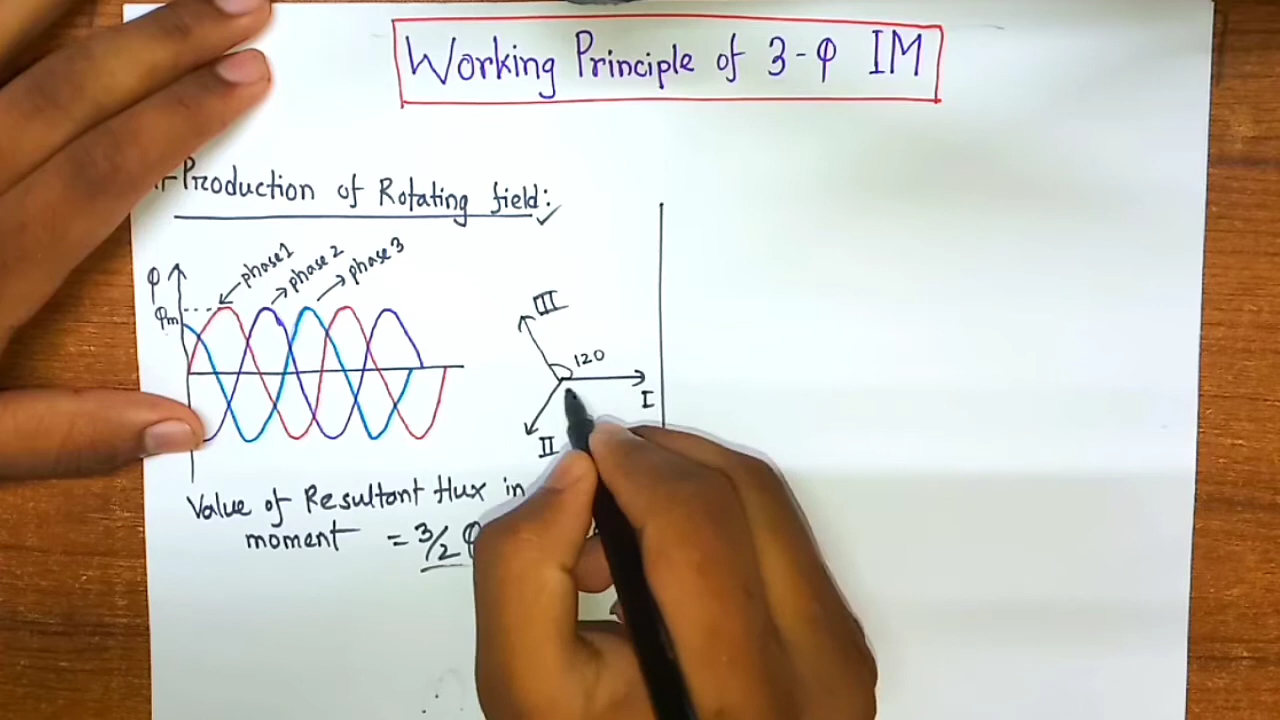 Working Principle of 3-φ IM
Production of Rotating field:
phase1
phase 2
phase 3
φ
φm
III
120
I
II
Value of Resultant flux in
moment = 3/2 φ